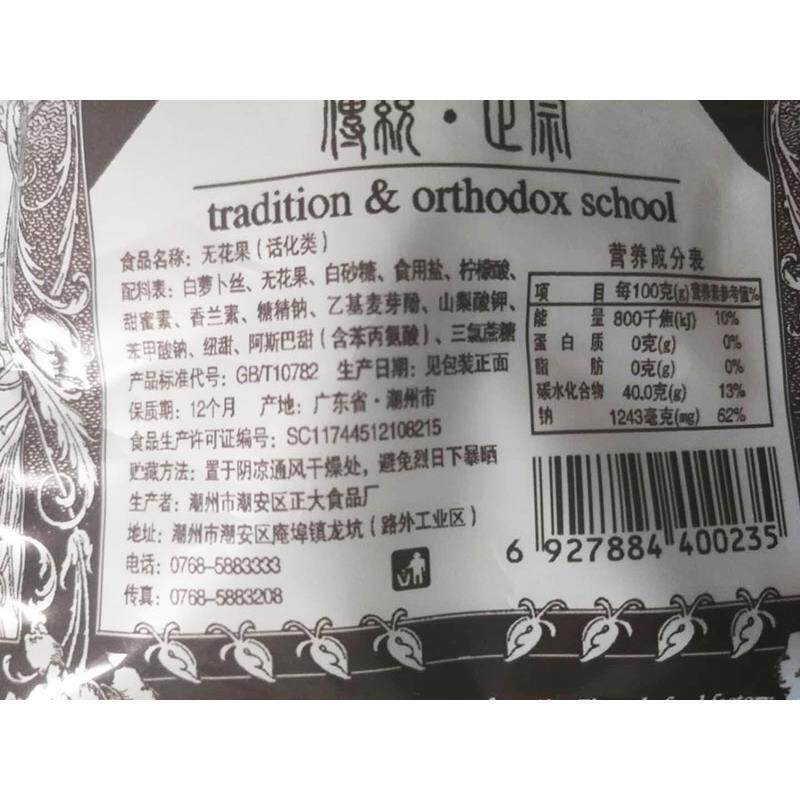 傳統·正宗
tradition & orthodox school
食品名称：无花果（话化类）
配料表：白萝卜丝、无花果、白砂糖、食用盐、柠檬酸、
甜蜜素、香兰素、糖精钠、乙基麦芽酚、山梨酸钾、
苯甲酸钠、纽甜、阿斯巴甜（含苯丙氨酸）、三氯蔗糖
产品标准代号：GB/T10782 生产日期：见包装正面
保质期：12个月 产地：广东省·潮州市
食品生产许可证编号：SC11744512108215
贮藏方法：置于阴凉通风干燥处，避免烈日下暴晒
生产者：潮州市潮安区正大食品厂
地址：潮州市潮安区庵埠镇龙坑（路外工业区）
电话：0768-5883333
传真：0768-5883208
营养成分表
项 目 每100克(g) 营养素参考值%
能 量 800千焦(kj) 10%
蛋白质 0克(g) 0%
脂 肪 0克(g) 0%
碳水化合物 40.0克(g) 13%
钠 1243毫克(mg) 62%
6 927884 400235